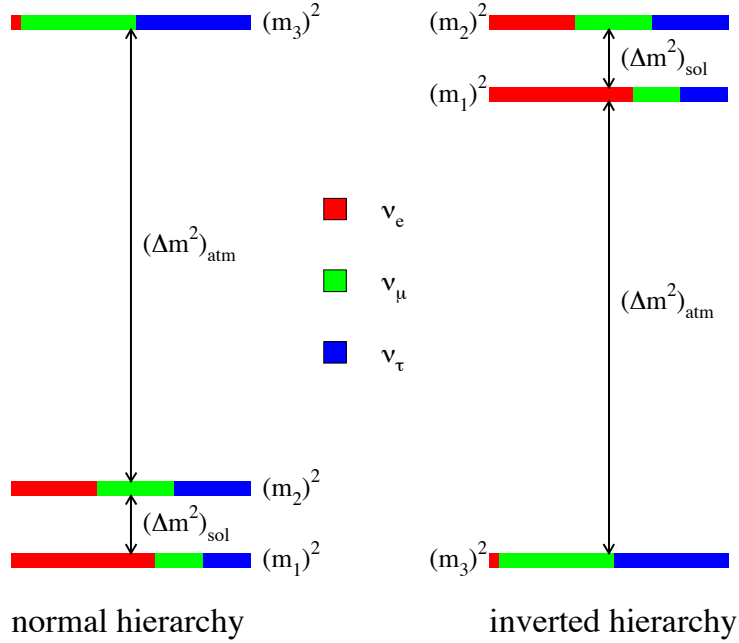 (m₃)²
(Δm²)atm
(m₂)²
(Δm²)sol
(m₁)²
normal hierarchy
νe
νμ
ντ
(m₂)²
(Δm²)sol
(m₁)²
(Δm²)atm
(m₃)²
inverted hierarchy